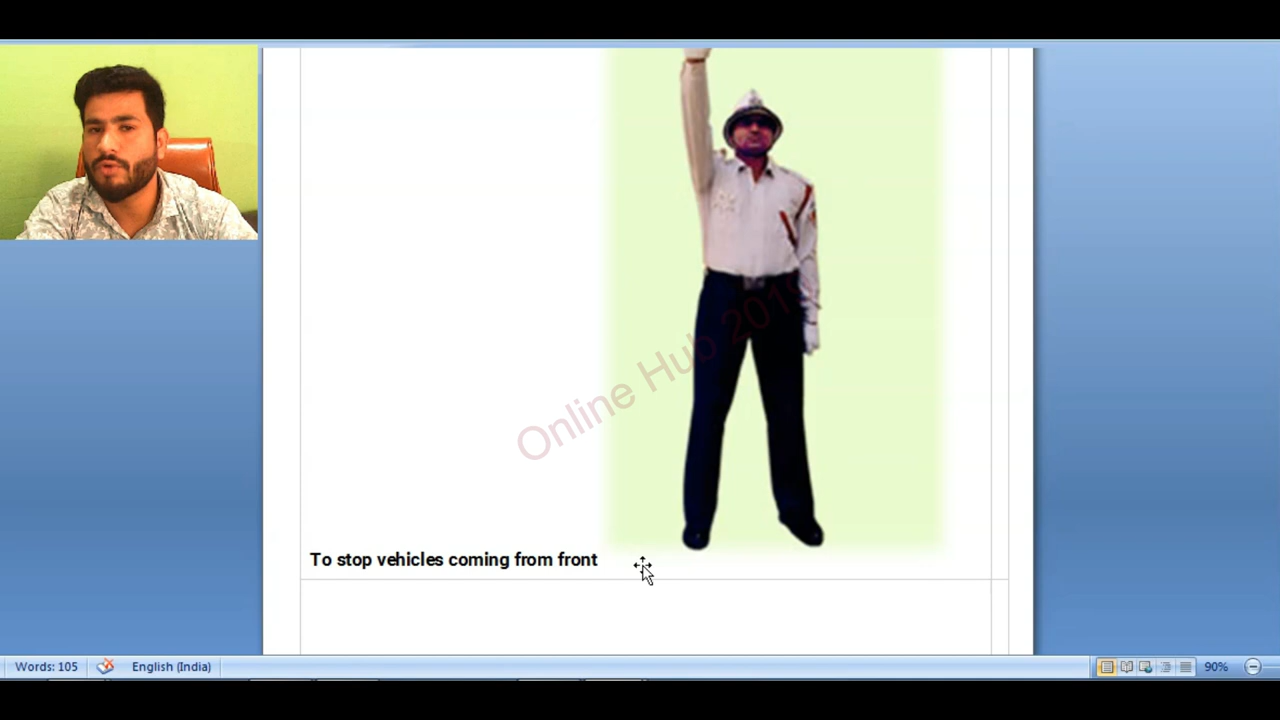 Online Hub 2019
To stop vehicles coming from front
Words: 105
English (India)
90%